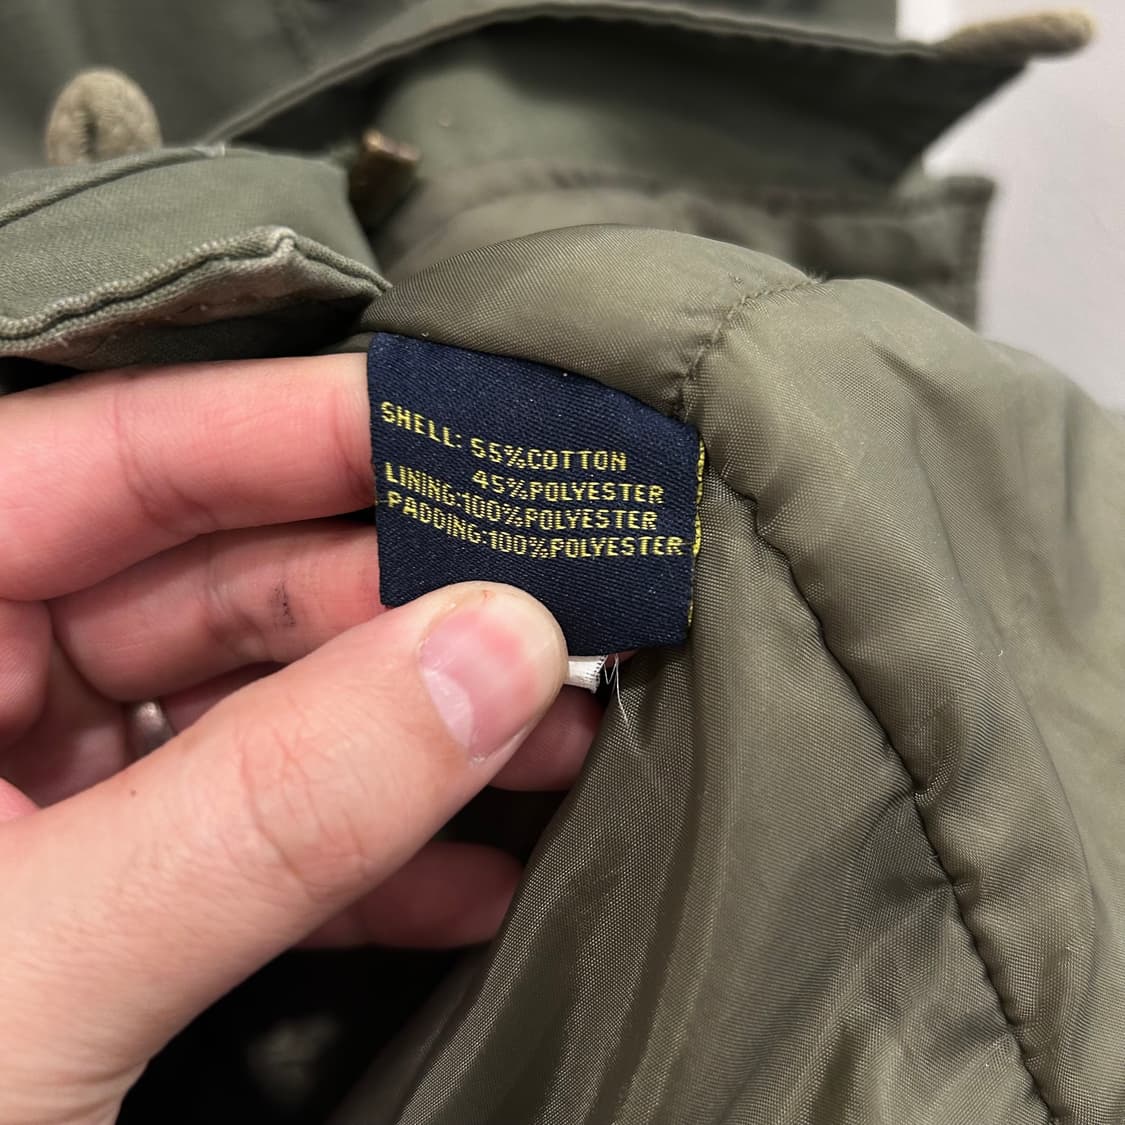 SHELL: 55%COTTON
45%POLYESTER
LINING:100%POLYESTER
PADDING:100%POLYESTER